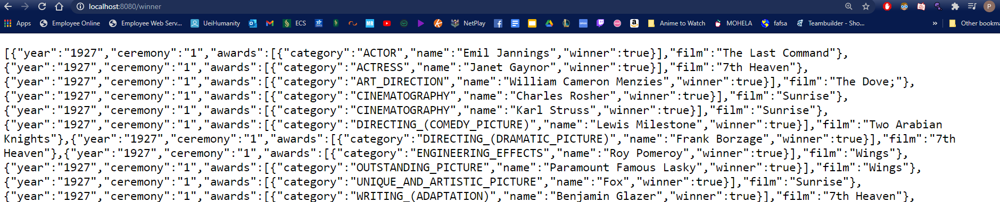 localhost:8080/winner
P
Apps Employee Online Employee Web Serv... UeiHumanity ECS MR NetPlay Anime to Watch MOHELA fafsa Teambuilder - Sho... » Other bookma
[{"year":"1927","ceremony":"1","awards":[{"category":"ACTOR","name":"Emil Jannings","winner":true}],"film":"The Last Command"},
{"year":"1927","ceremony":"1","awards":[{"category":"ACTRESS","name":"Janet Gaynor","winner":true}],"film":"7th Heaven"},
{"year":"1927","ceremony":"1","awards":[{"category":"ART_DIRECTION","name":"William Cameron Menzies","winner":true}],"film":"The Dove;"},
{"year":"1927","ceremony":"1","awards":[{"category":"CINEMATOGRAPHY","name":"Charles Rosher","winner":true}],"film":"Sunrise"},
{"year":"1927","ceremony":"1","awards":[{"category":"CINEMATOGRAPHY","name":"Karl Struss","winner":true}],"film":"Sunrise"},
{"year":"1927","ceremony":"1","awards":[{"category":"DIRECTING_(COMEDY_PICTURE)","name":"Lewis Milestone","winner":true}],"film":"Two Arabian
Knights"},{"year":"1927","ceremony":"1","awards":[{"category":"DIRECTING_(DRAMATIC_PICTURE)","name":"Frank Borzage","winner":true}],"film":"7th
Heaven"},{"year":"1927","ceremony":"1","awards":[{"category":"ENGINEERING_EFFECTS","name":"Roy Pomeroy","winner":true}],"film":"Wings"},
{"year":"1927","ceremony":"1","awards":[{"category":"OUTSTANDING_PICTURE","name":"Paramount Famous Lasky","winner":true}],"film":"Wings"},
{"year":"1927","ceremony":"1","awards":[{"category":"UNIQUE_AND_ARTISTIC_PICTURE","name":"Fox","winner":true}],"film":"Sunrise"},
{"year":"1927","ceremony":"1","awards":[{"category":"WRITING_(ADAPTATION)","name":"Benjamin Glazer","winner":true}],"film":"7th Heaven"},